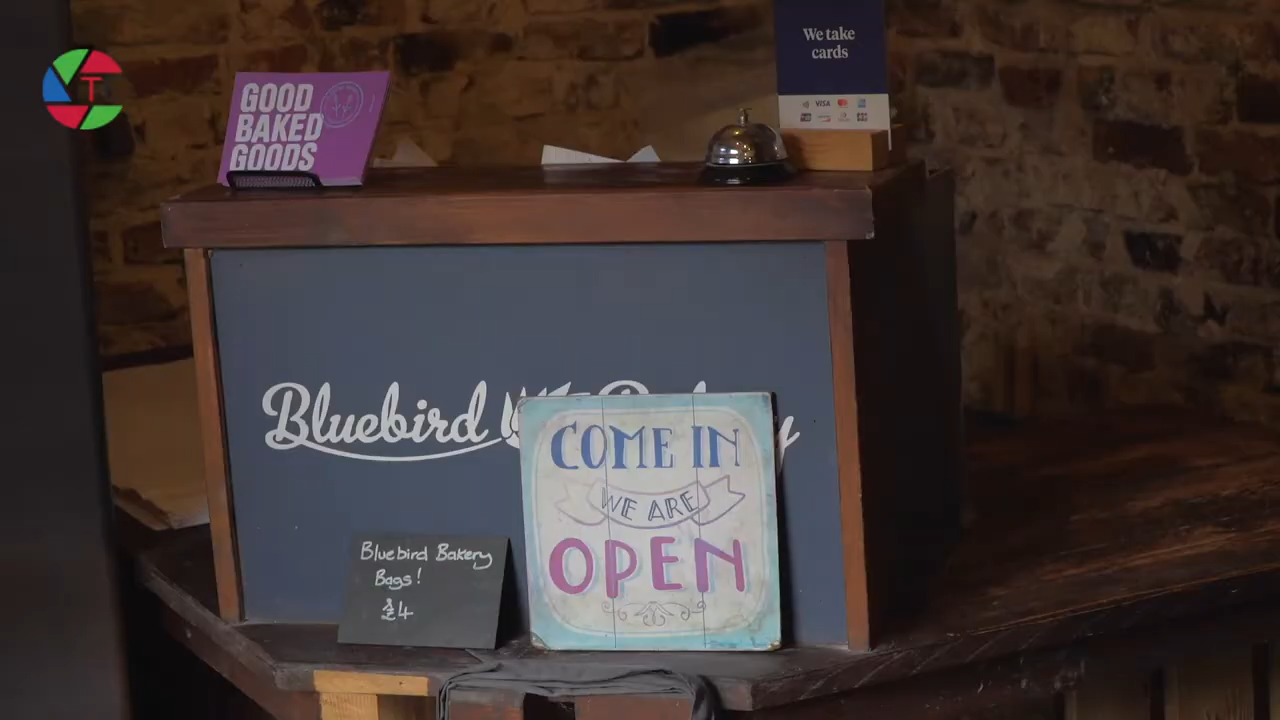 T
GOOD
BAKED
GOODS
We take
cards
VISA
Bluebird
COME IN
WE ARE
OPEN
Bluebird Bakery
Bags!
£4